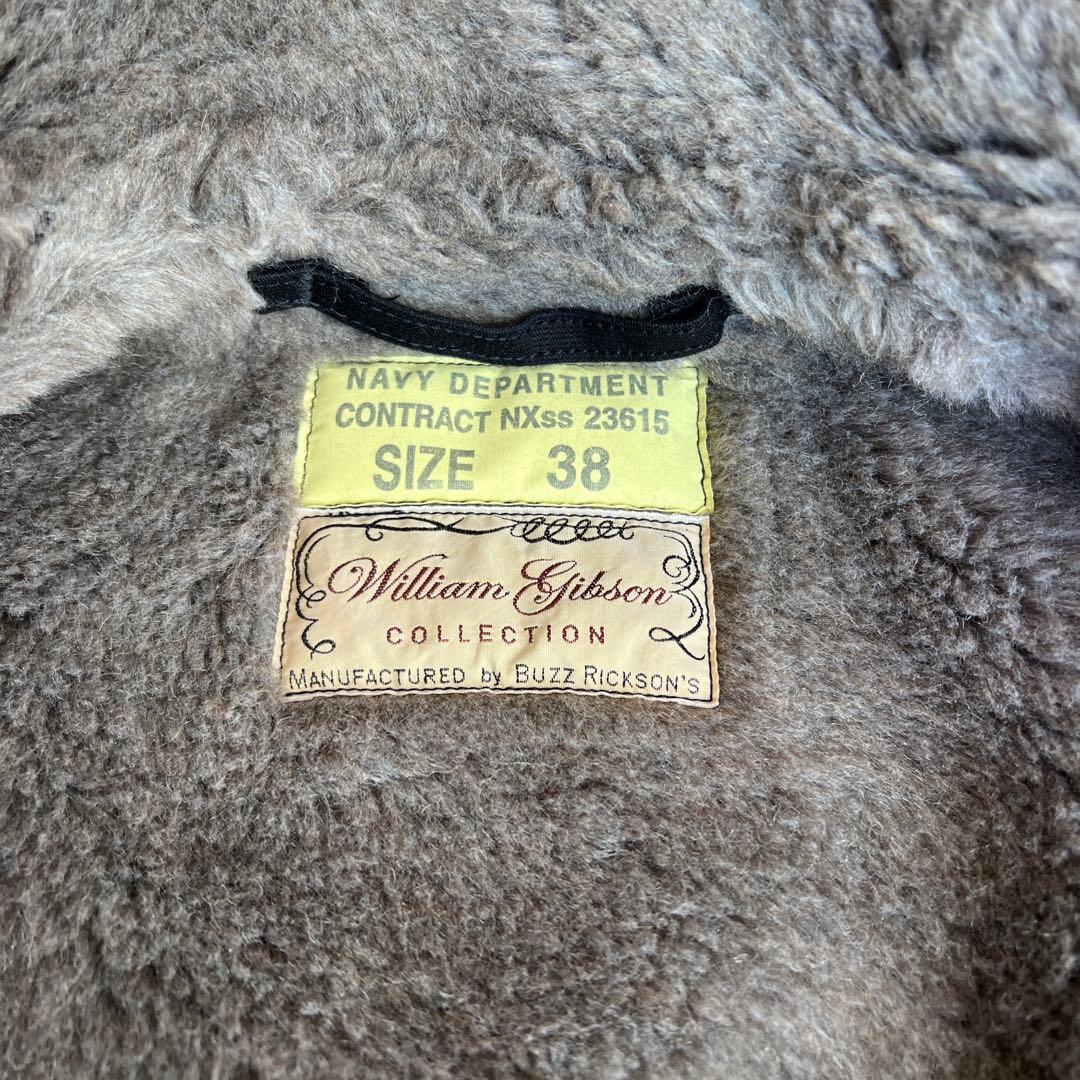 NAVY DEPARTMENT
CONTRACT NXss 23615
SIZE 38
William Gibson
COLLECTION
MANUFACTURED by BUZZ RICKSON'S